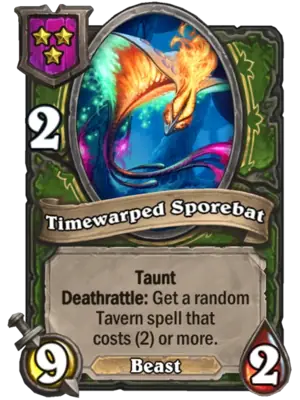 2
Timewarped Sporebat
Taunt
Deathrattle: Get a random
Tavern spell that
costs (2) or more.
9
Beast
2